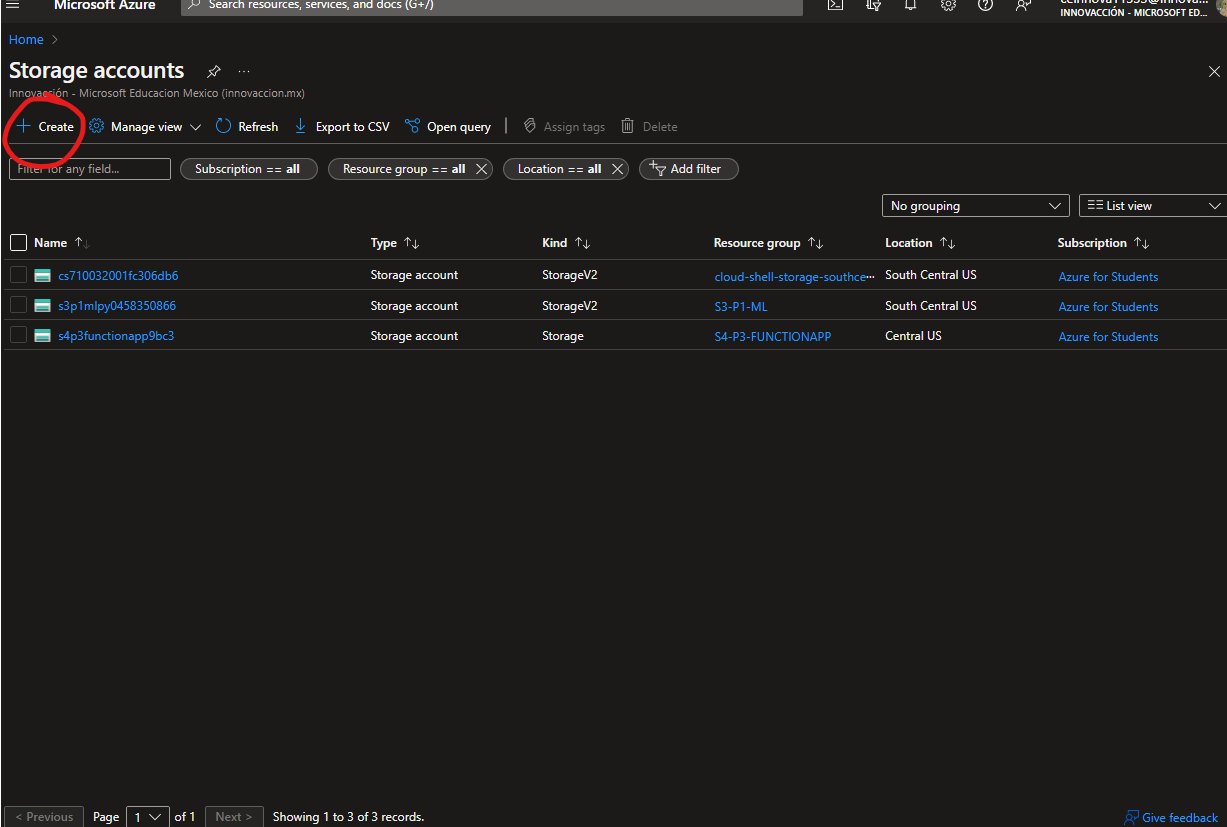 Microsoft Azure
Search resources, services, and docs (G+/)
INNOVACCIÓN - MICROSOFT ED...
Home
Storage accounts
...
Innovacción - Microsoft Educacion Mexico (innovaccion.mx)
Create Manage view Refresh Export to CSV Open query Assign tags Delete
Filter for any field... Subscription == all Resource group == all Location == all Add filter
No grouping List view
Name Type Kind Resource group Location Subscription
cs710032001fc306db6 Storage account StorageV2 cloud-shell-storage-southce... South Central US Azure for Students
s3p1mlpy0458350866 Storage account StorageV2 S3-P1-ML South Central US Azure for Students
s4p3functionapp9bc3 Storage account Storage S4-P3-FUNCTIONAPP Central US Azure for Students
< Previous Page 1 of 1 Next > Showing 1 to 3 of 3 records. Give feedback